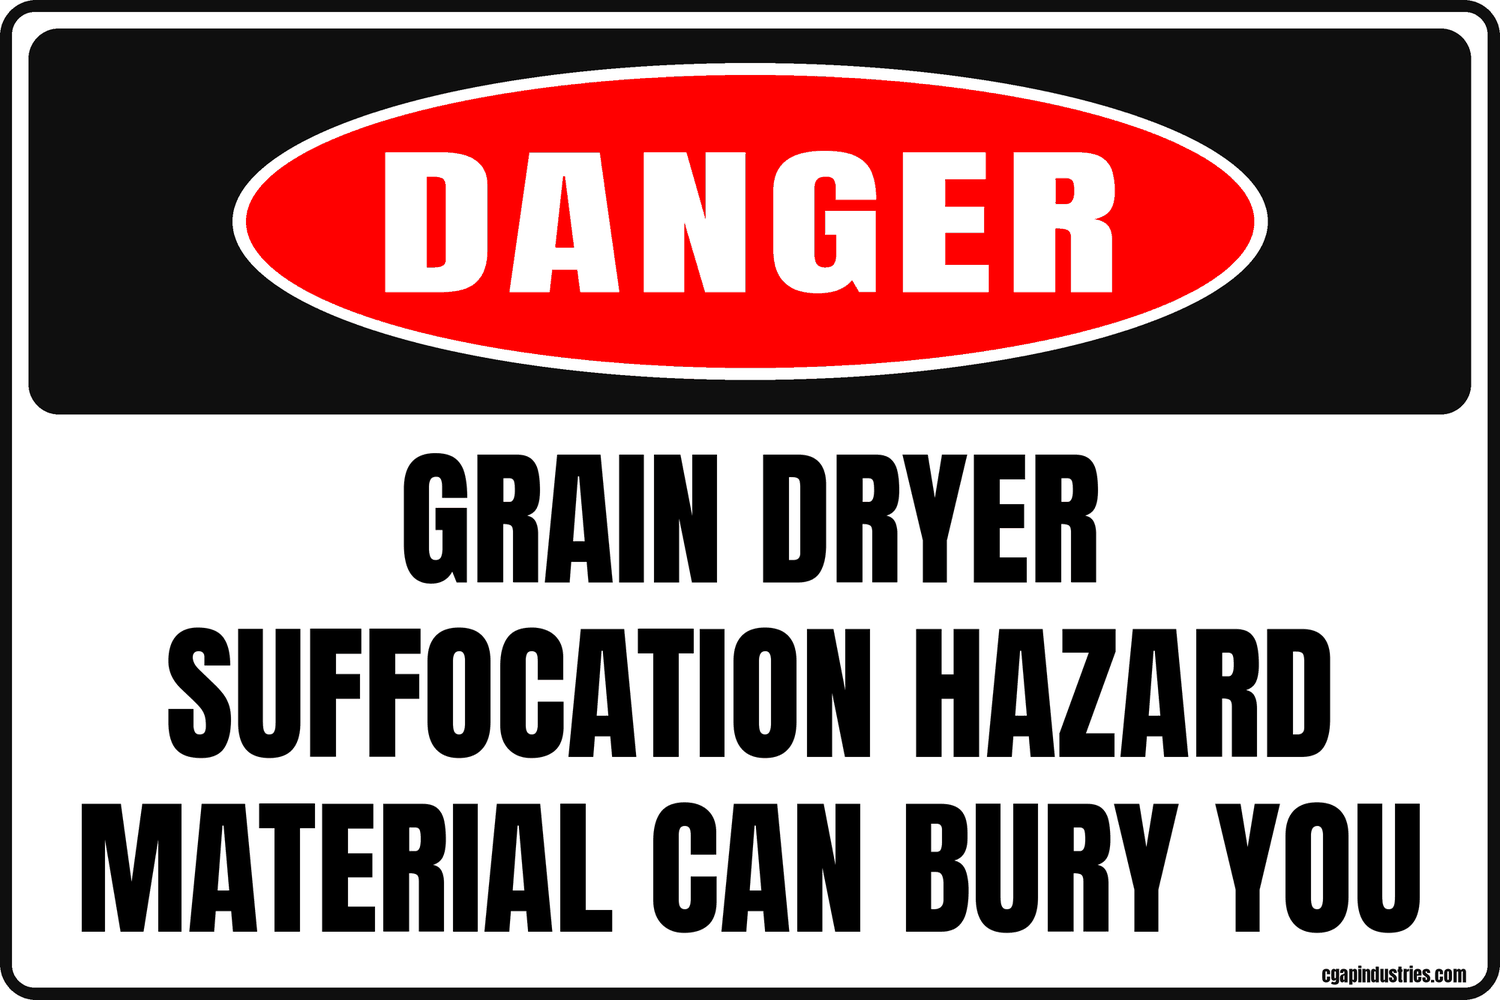 DANGER
GRAIN DRYER
SUFFOCATION HAZARD
MATERIAL CAN BURY YOU
cgapindustries.com